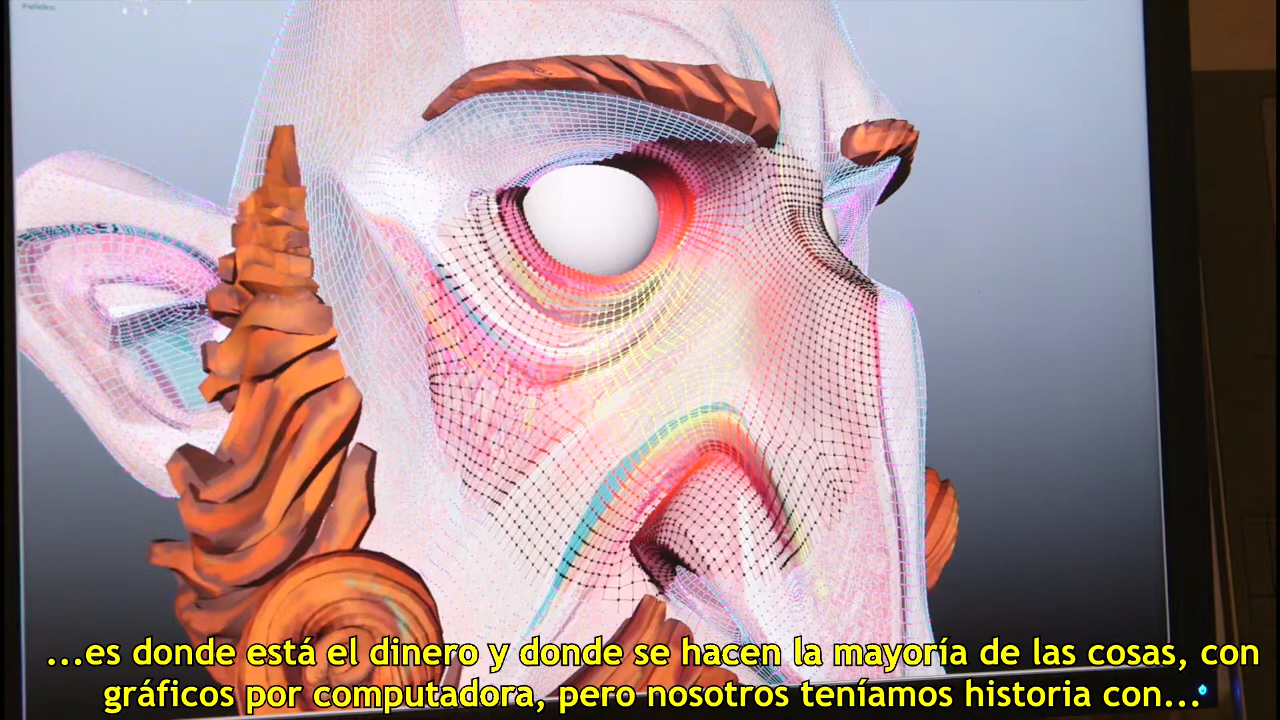 ...es donde está el dinero y donde se hacen la mayoría de las cosas, con
gráficos por computadora, pero nosotros teníamos historia con...